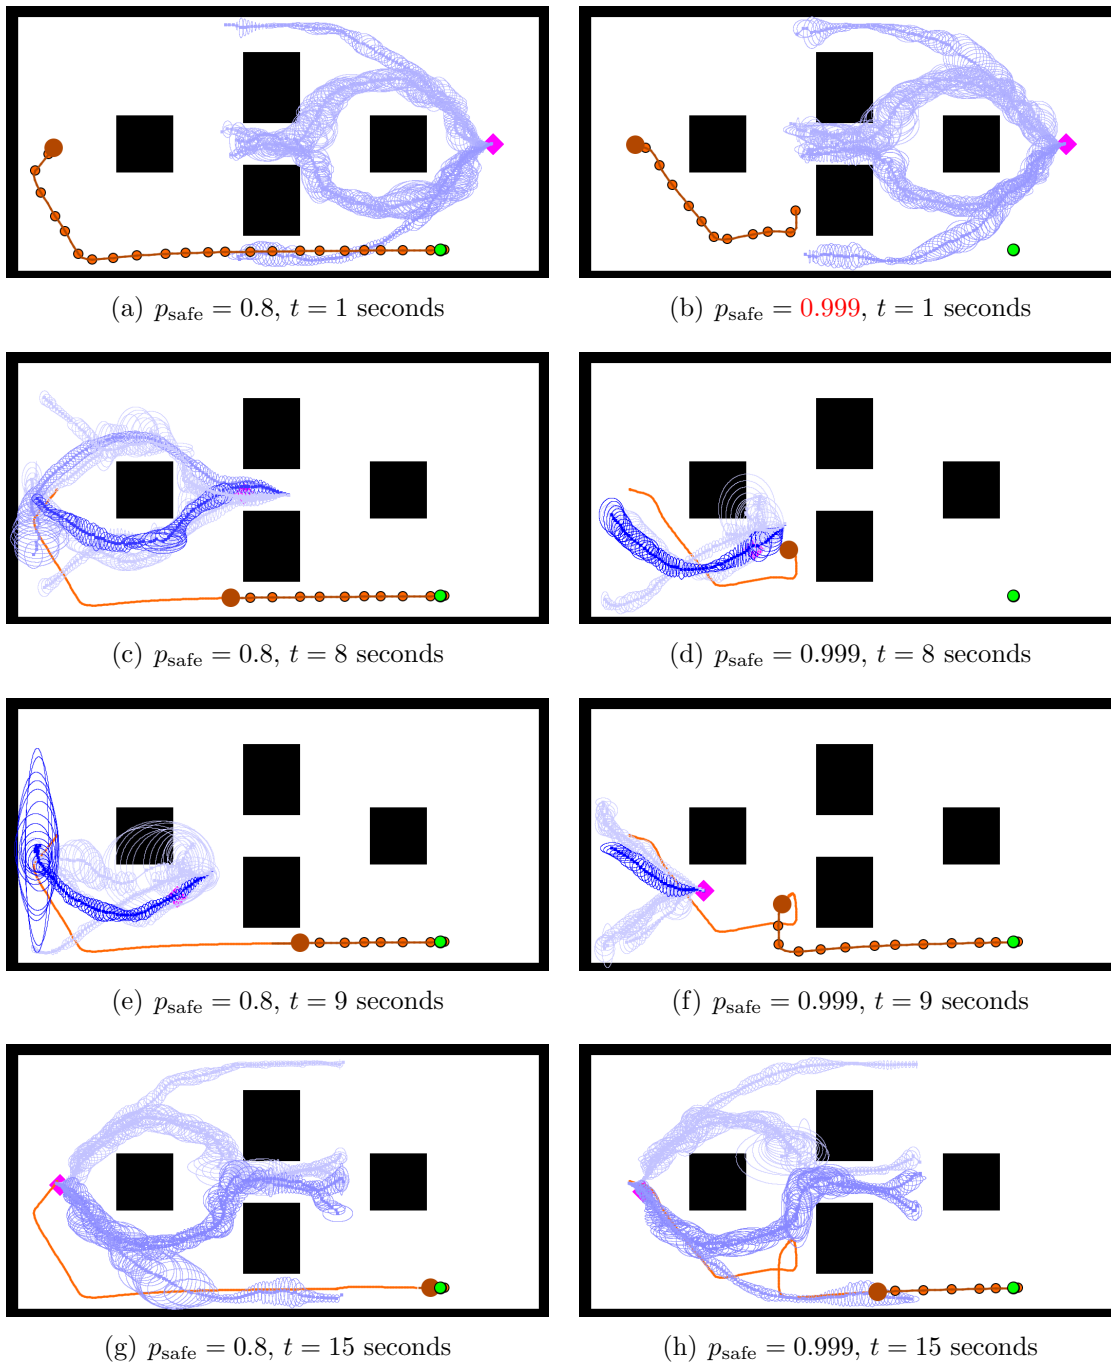 (a) p_safe = 0.8, t = 1 seconds
(b) p_safe = 0.999, t = 1 seconds
(c) p_safe = 0.8, t = 8 seconds
(d) p_safe = 0.999, t = 8 seconds
(e) p_safe = 0.8, t = 9 seconds
(f) p_safe = 0.999, t = 9 seconds
(g) p_safe = 0.8, t = 15 seconds
(h) p_safe = 0.999, t = 15 seconds